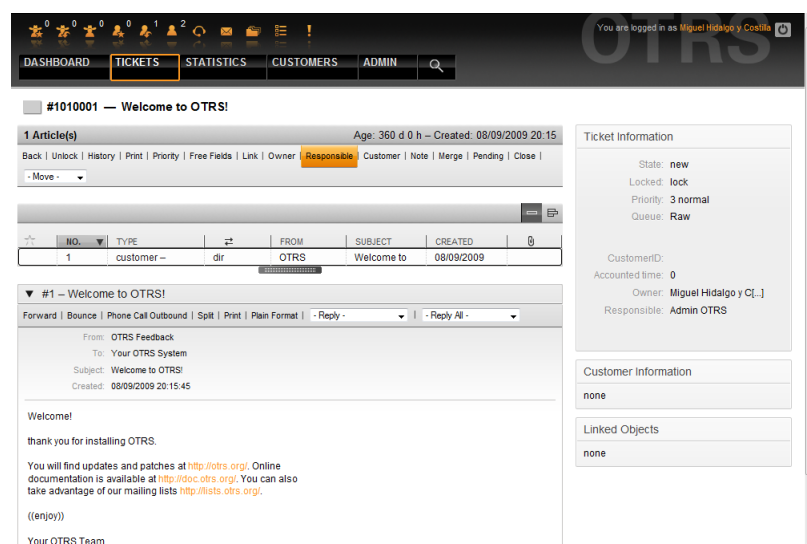 0 0 0 0 1 2
You are logged in as Miguel Hidalgo y Costilla
OTRS
DASHBOARD TICKETS STATISTICS CUSTOMERS ADMIN
#1010001 — Welcome to OTRS!
1 Article(s) Age: 360 d 0 h – Created: 08/09/2009 20:15
Back | Unlock | History | Print | Priority | Free Fields | Link | Owner | Responsible | Customer | Note | Merge | Pending | Close |
- Move -
NO. TYPE FROM SUBJECT CREATED
1 customer – dir OTRS Welcome to 08/09/2009
#1 – Welcome to OTRS!
Forward | Bounce | Phone Call Outbound | Split | Print | Plain Format | - Reply - | - Reply All -
From: OTRS Feedback
To: Your OTRS System
Subject: Welcome to OTRS!
Created: 08/09/2009 20:15:45
Welcome!
thank you for installing OTRS.
You will find updates and patches at http://otrs.org/. Online
documentation is available at http://doc.otrs.org/. You can also
take advantage of our mailing lists http://lists.otrs.org/.
((enjoy))
Your OTRS Team
Ticket Information
State: new
Locked: lock
Priority: 3 normal
Queue: Raw
CustomerID:
Accounted time: 0
Owner: Miguel Hidalgo y C[...]
Responsible: Admin OTRS
Customer Information
none
Linked Objects
none